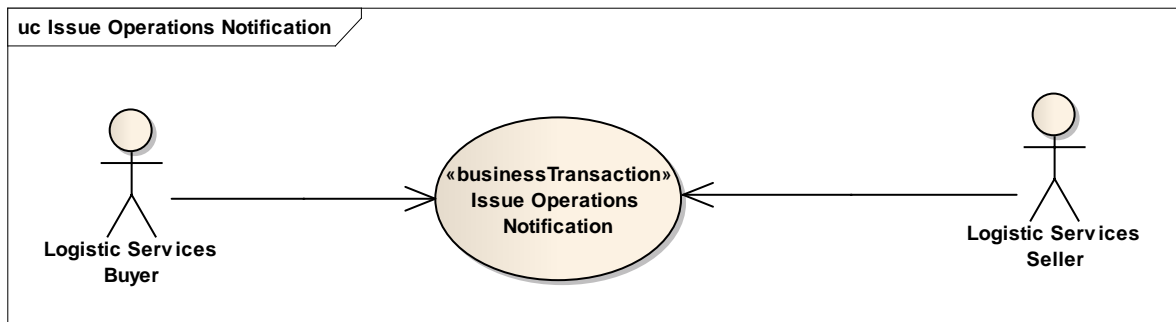 uc Issue Operations Notification
«businessTransaction»
Issue Operations
Notification
Logistic Services
Buyer
Logistic Services
Seller